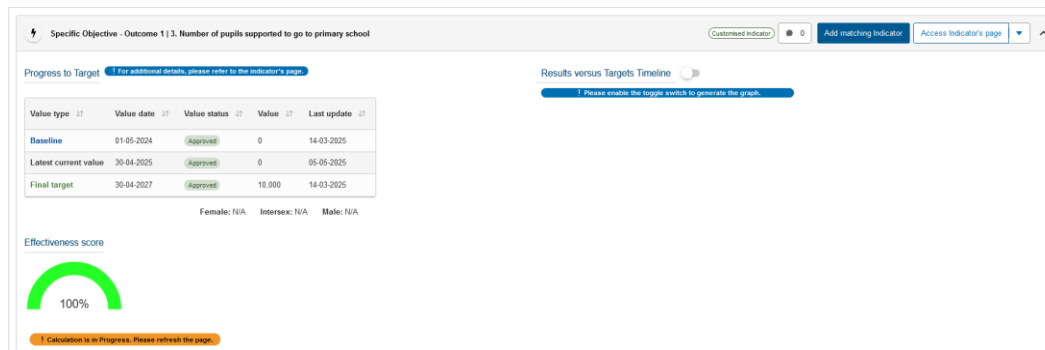 Specific Objective - Outcome 1 | 3. Number of pupils supported to go to primary school
Customised Indicator
0
Add matching Indicator
Access Indicator's page
Progress to Target
! For additional details, please refer to the indicator's page.
Value type Value date Value status Value Last update
Baseline 01-05-2024 Approved 0 14-03-2025
Latest current value 30-04-2025 Approved 0 05-05-2025
Final target 30-04-2027 Approved 10,000 14-03-2025
Female: N/A Intersex: N/A Male: N/A
Effectiveness score
100%
! Calculation is in Progress. Please refresh the page.
Results versus Targets Timeline
! Please enable the toggle switch to generate the graph.